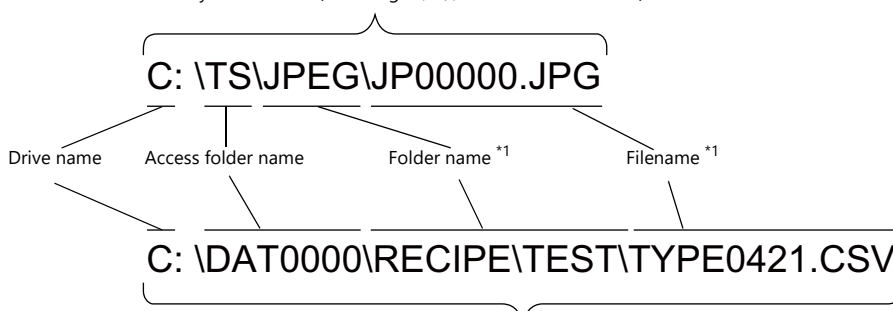 C: \TS\JPEG\JP00000.JPG
Drive name Access folder name Folder name *1 Filename *1
C: \DAT0000\RECIPE\TEST\TYPE0421.CSV